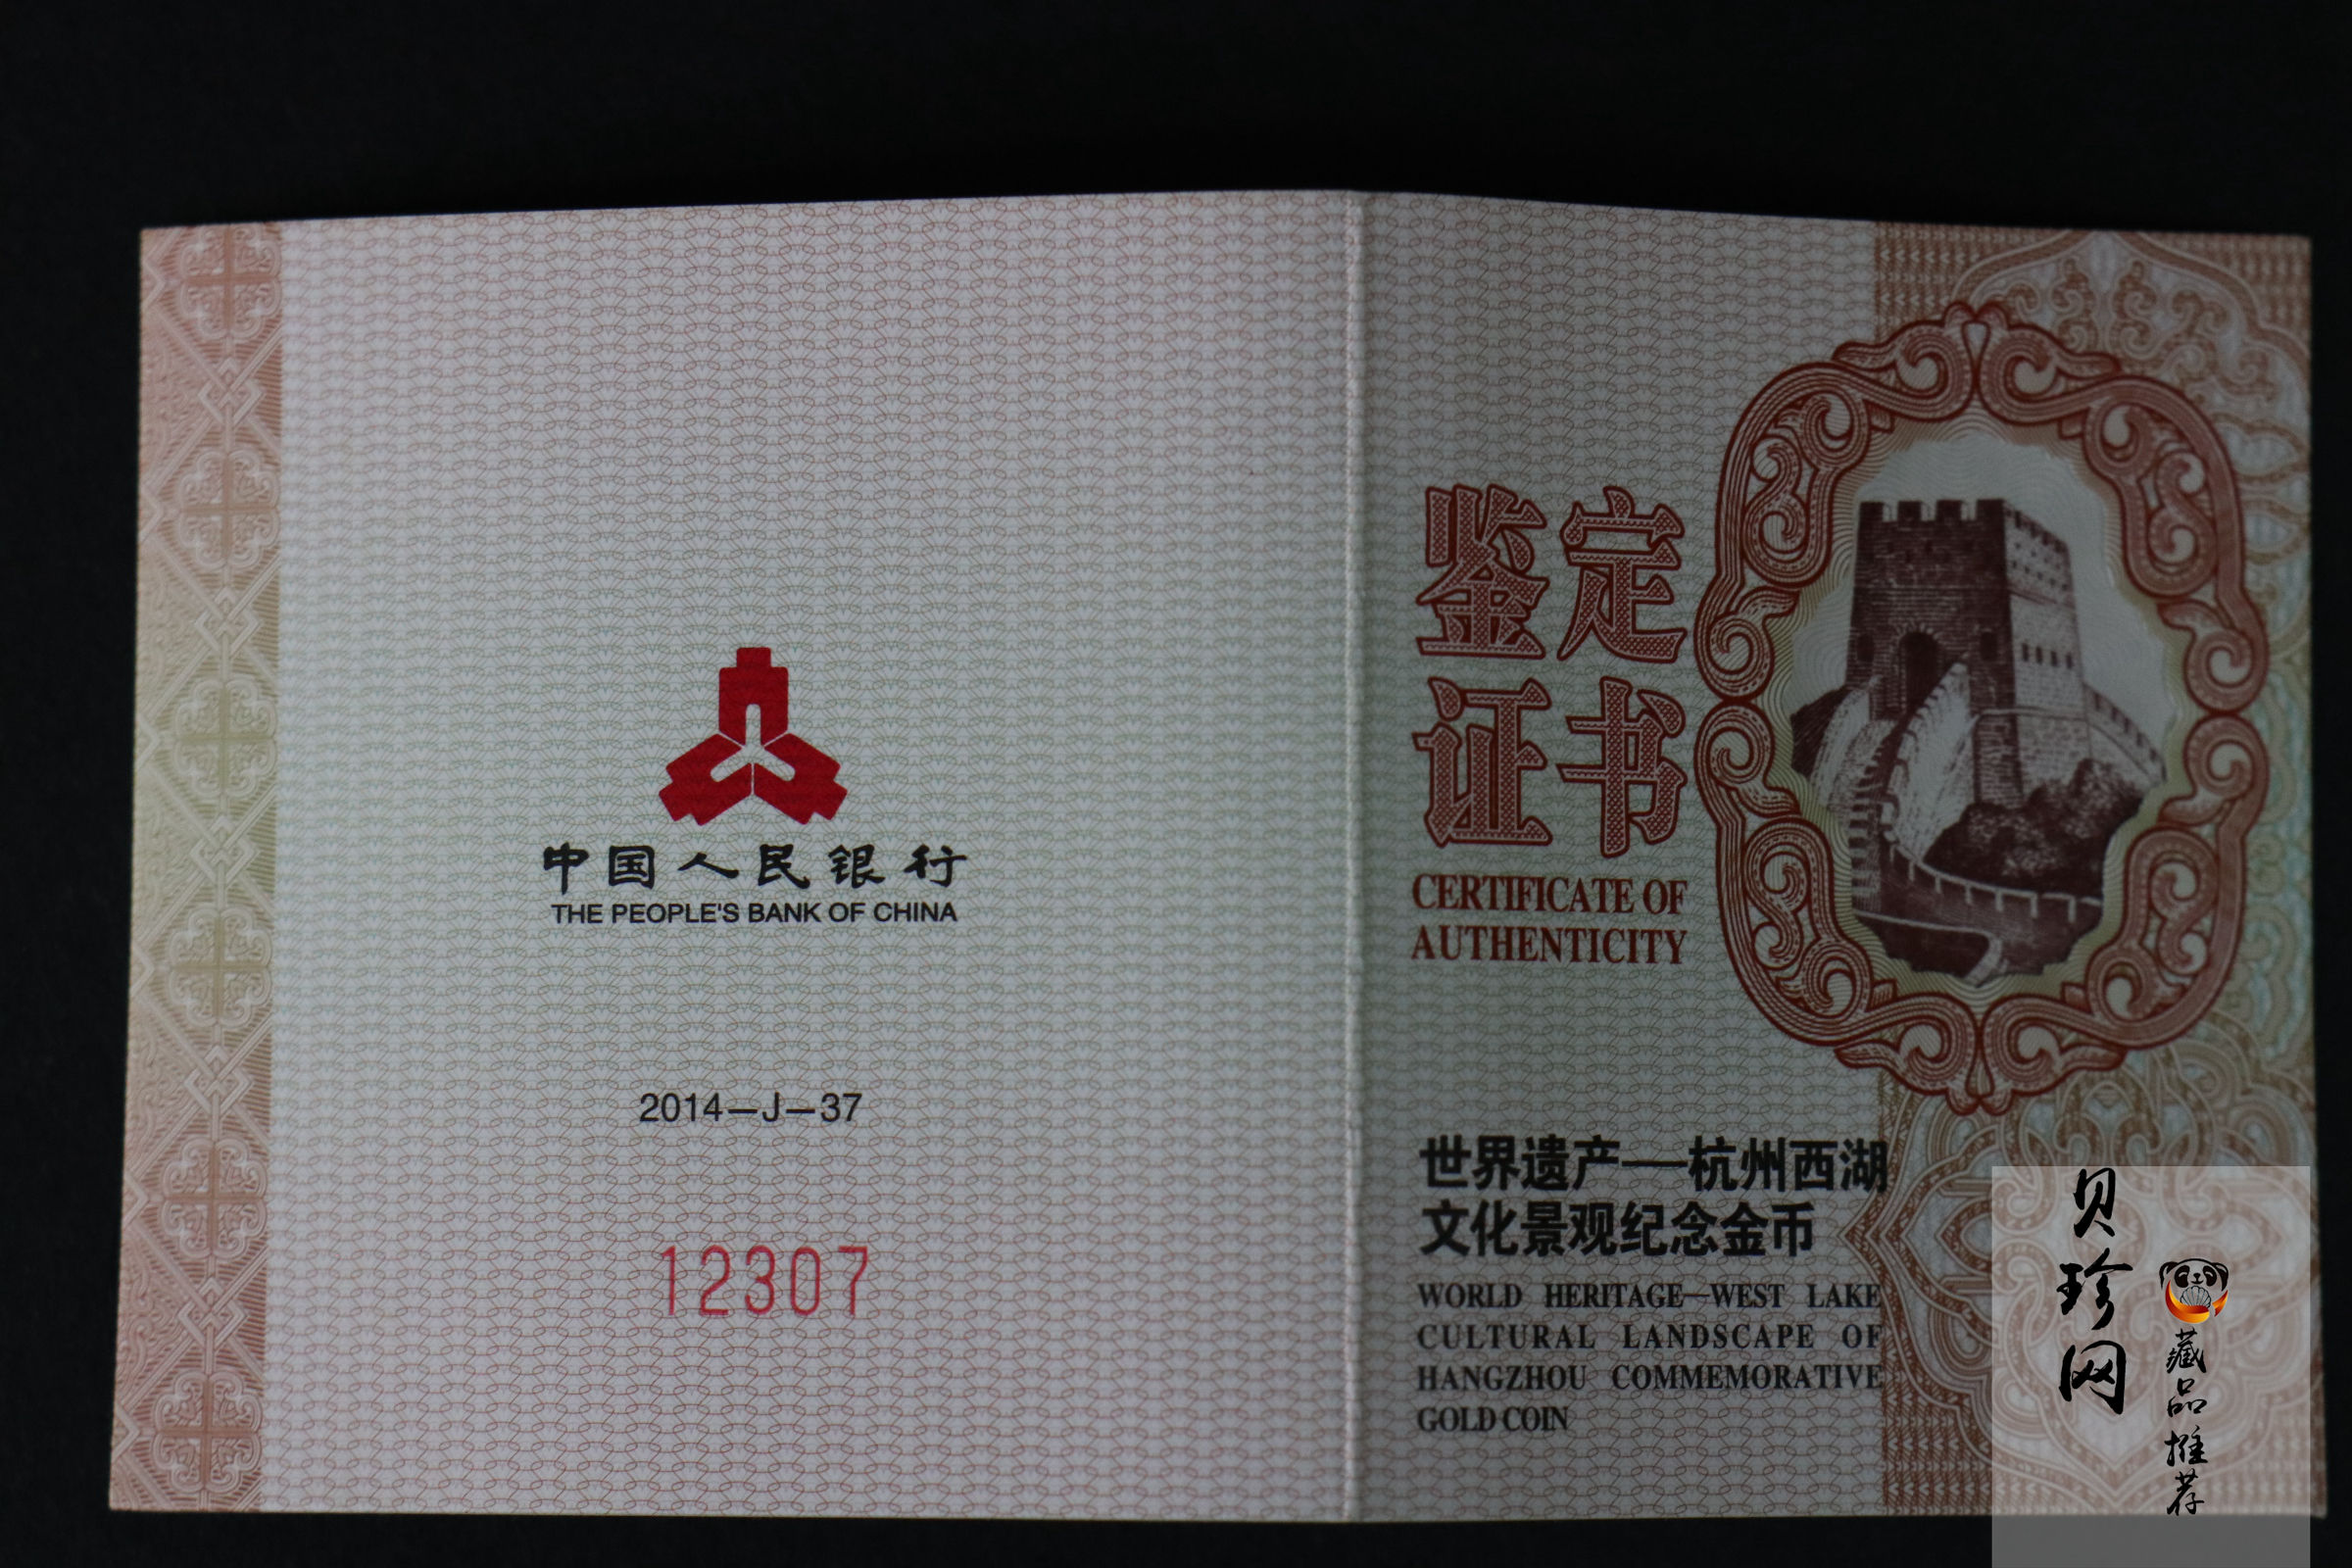 中国人民银行
THE PEOPLE'S BANK OF CHINA
2014—J—37
12307
鉴定
证书
CERTIFICATE OF
AUTHENTICITY
世界遗产——杭州西湖
文化景观纪念金币
WORLD HERITAGE—WEST LAKE
CULTURAL LANDSCAPE OF
HANGZHOU COMMEMORATIVE
GOLD COIN
贝珍网
藏品推荐